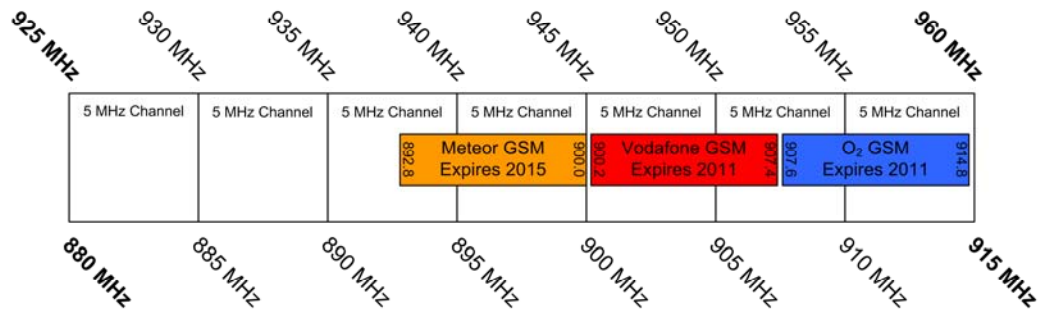 925 MHz
930 MHz
935 MHz
940 MHz
945 MHz
950 MHz
955 MHz
960 MHz
5 MHz Channel
5 MHz Channel
5 MHz Channel
5 MHz Channel
5 MHz Channel
5 MHz Channel
5 MHz Channel
892.8
Meteor GSM
Expires 2015
900.0
900.2
Vodafone GSM
Expires 2011
907.4
907.6
O₂ GSM
Expires 2011
914.8
880 MHz
885 MHz
890 MHz
895 MHz
900 MHz
905 MHz
910 MHz
915 MHz